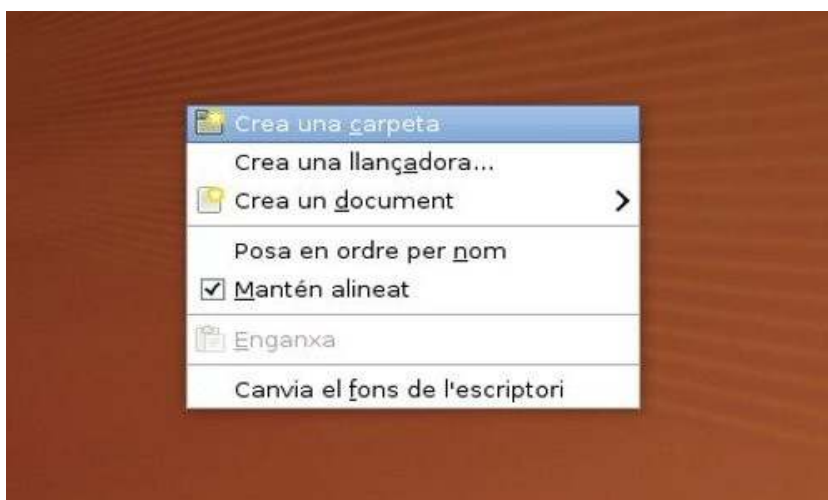 Crea una carpeta
Crea una llançadora...
Crea un document
Posa en ordre per nom
Mantén alineat
Enganxa
Canvia el fons de l'escriptori